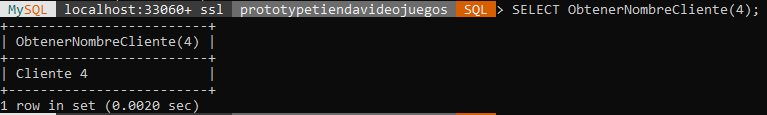 MySQL localhost:33060+ ssl prototypetiendavideojuegos SQL > SELECT ObtenerNombreCliente(4);
+-------------------------+
| ObtenerNombreCliente(4) |
+-------------------------+
| Cliente 4               |
+-------------------------+
1 row in set (0.0020 sec)